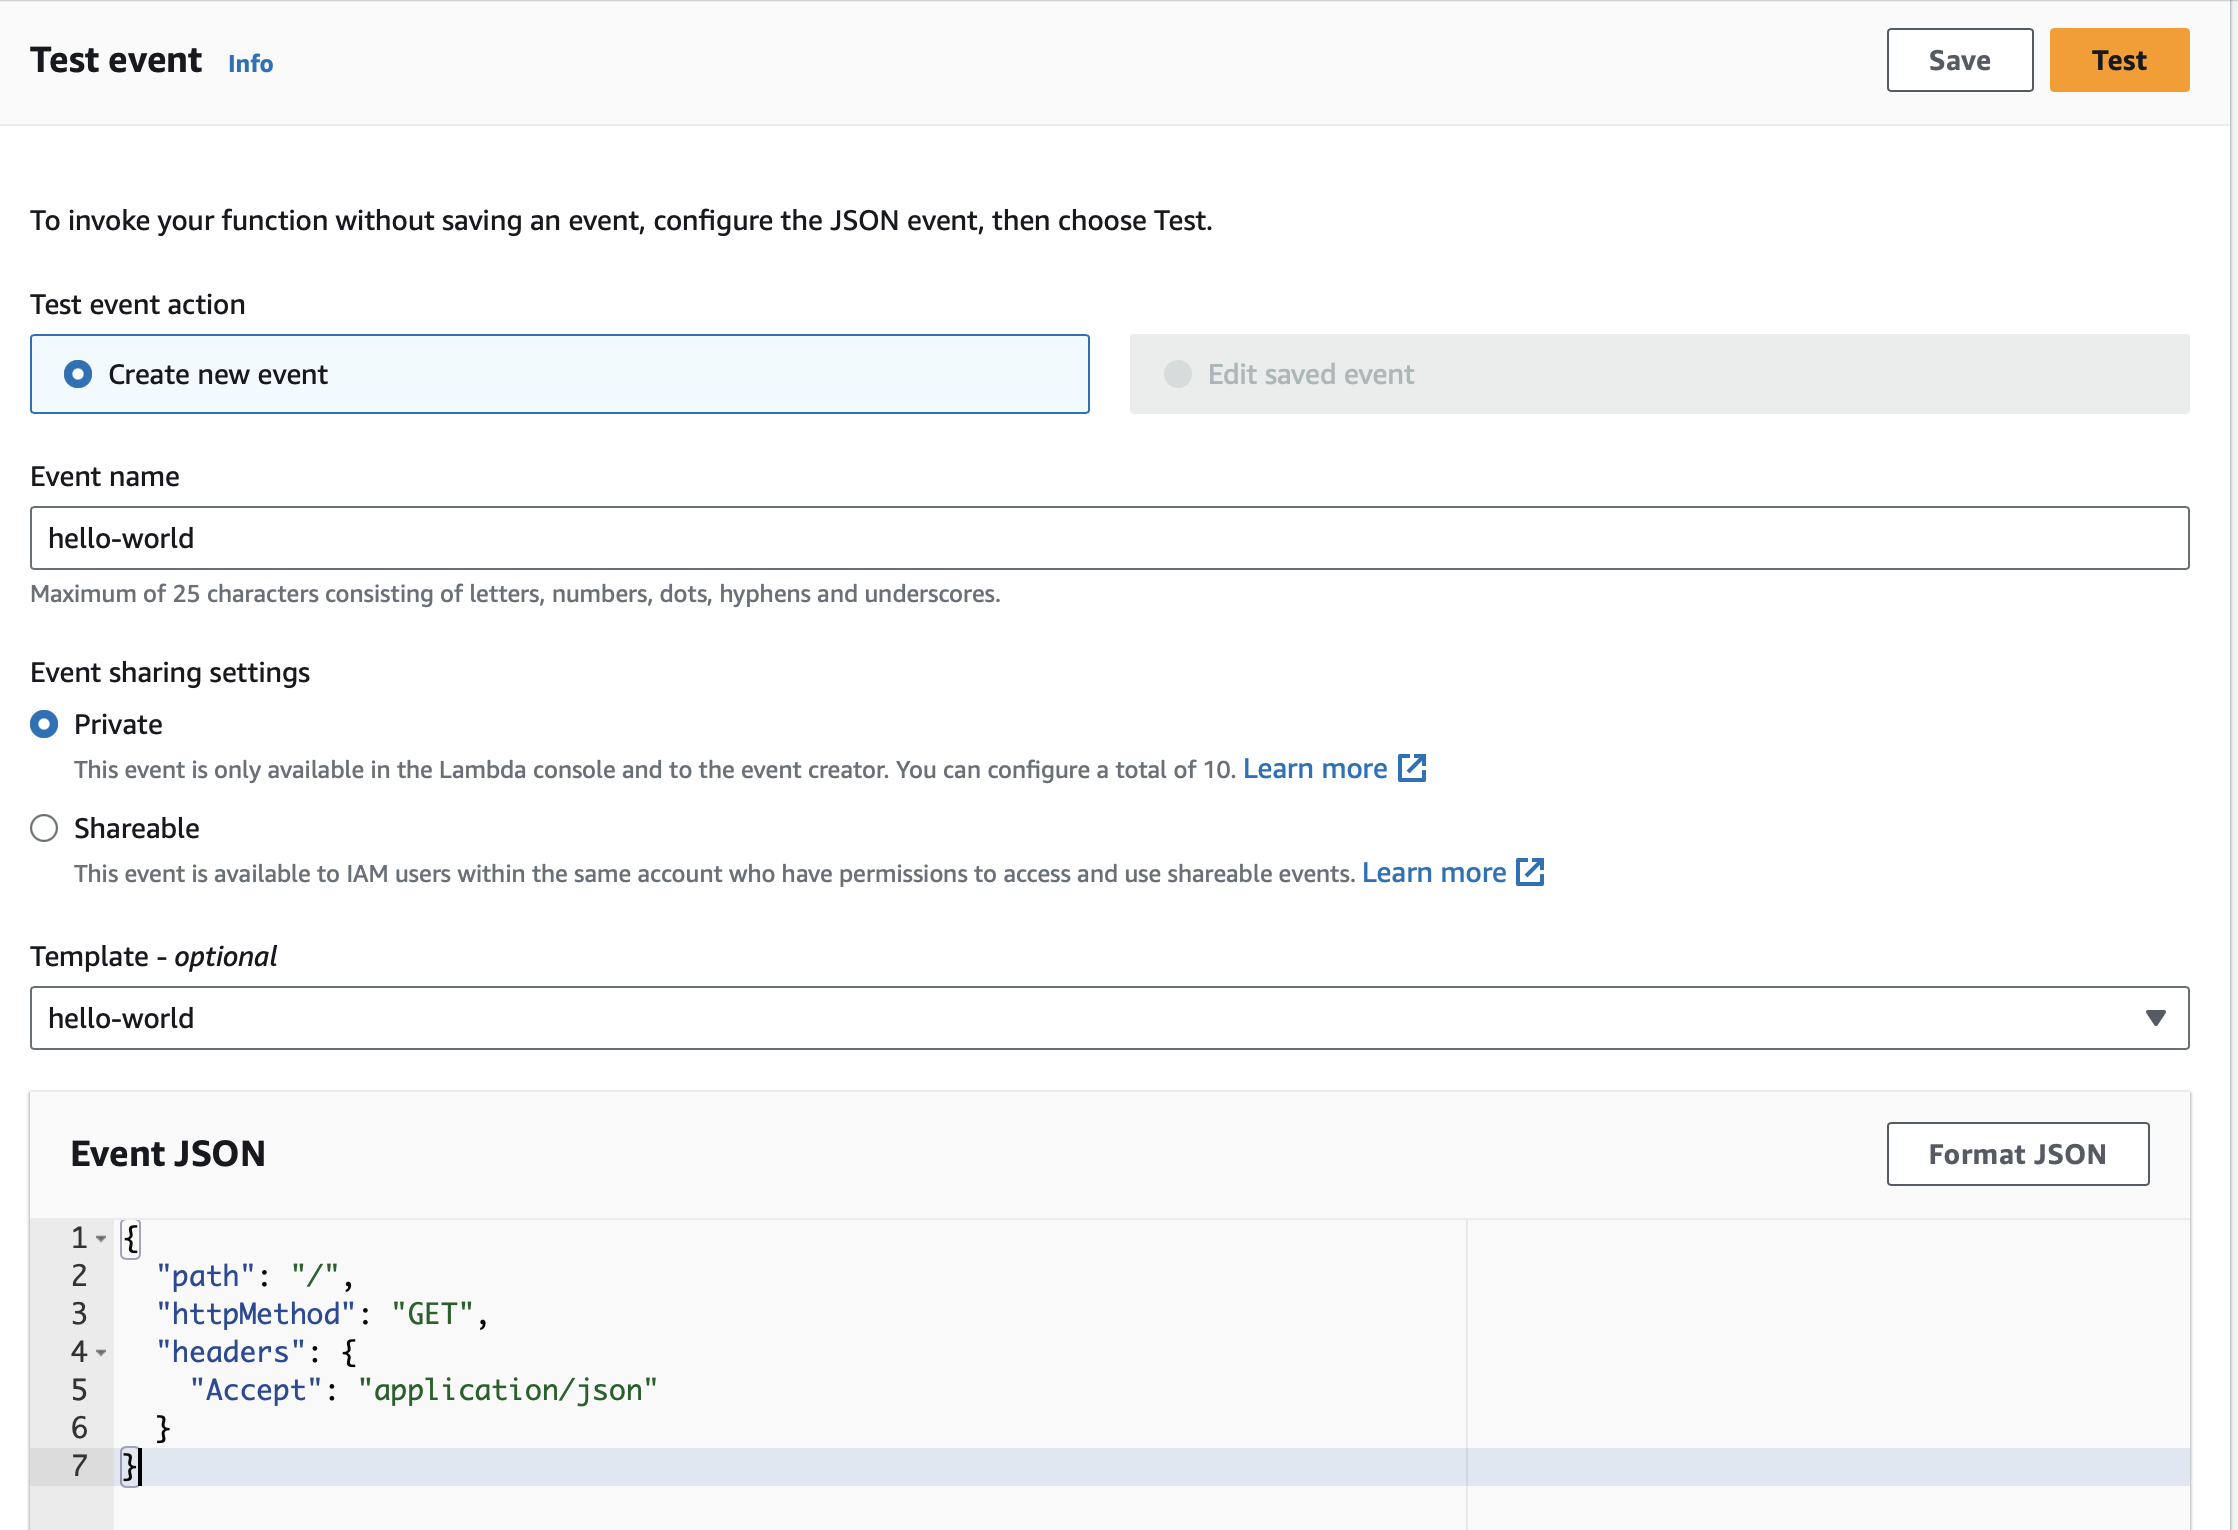 Test event Info Save Test
To invoke your function without saving an event, configure the JSON event, then choose Test.
Test event action
Create new event Edit saved event
Event name
hello-world
Maximum of 25 characters consisting of letters, numbers, dots, hyphens and underscores.
Event sharing settings
Private
This event is only available in the Lambda console and to the event creator. You can configure a total of 10. Learn more
Shareable
This event is available to IAM users within the same account who have permissions to access and use shareable events. Learn more
Template - optional
hello-world
Event JSON Format JSON
1 {
2 "path": "/",
3 "httpMethod": "GET",
4 "headers": {
5 "Accept": "application/json"
6 }
7 }